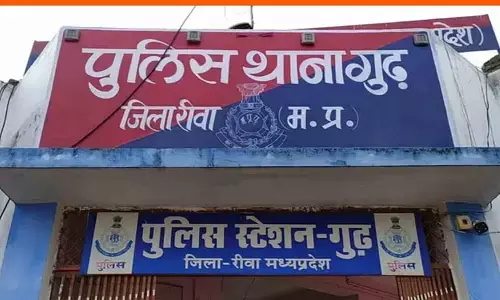 प्रदेश)
पुलिस थाना गुढ़
जिला रीवा (म. प्र.)
पुलिस स्टेशन-गुढ़
जिला-रीवा मध्यप्रदेश
पुलिस
पुलिस